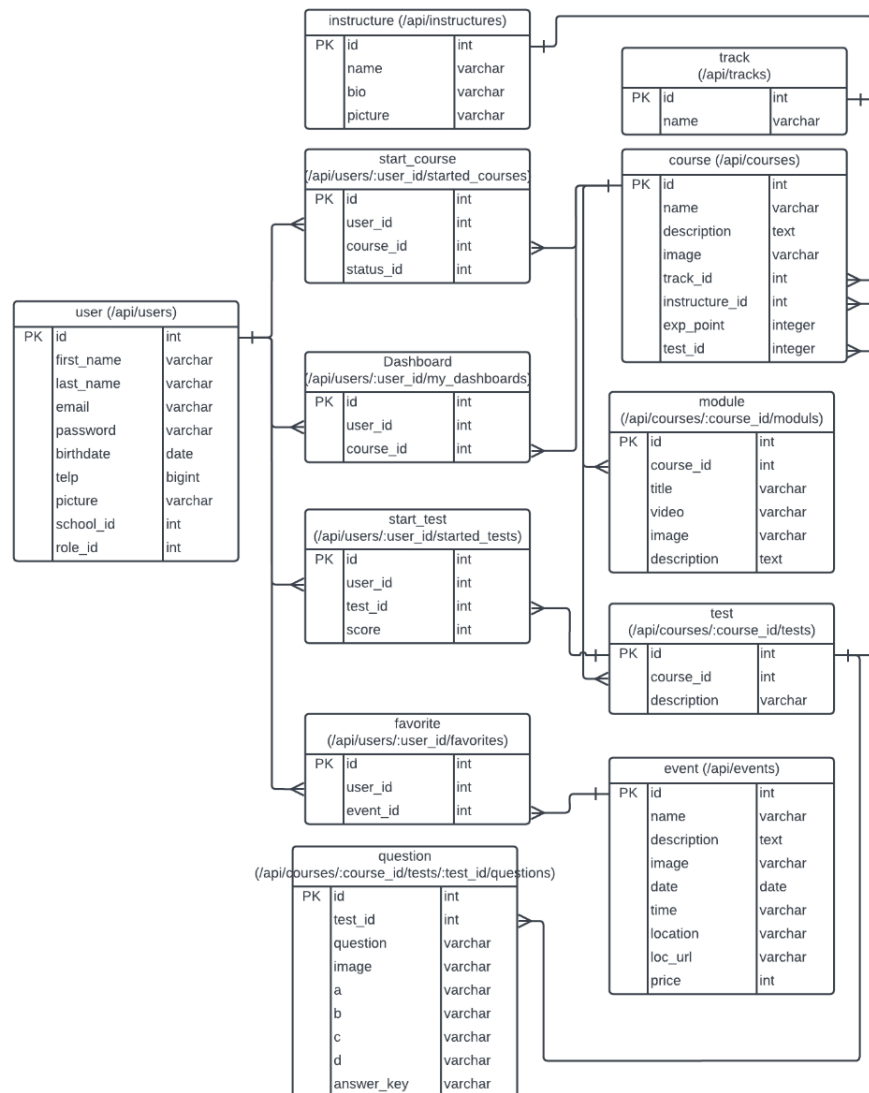 instructure (/api/instructures)
PK id int
name varchar
bio varchar
picture varchar
track
(/api/tracks)
PK id int
name varchar
start_course
(/api/users/:user_id/started_courses)
PK id int
user_id int
course_id int
status_id int
course (/api/courses)
PK id int
name varchar
description text
image varchar
track_id int
instructure_id int
exp_point integer
test_id integer
user (/api/users)
PK id int
first_name varchar
last_name varchar
email varchar
password varchar
birthdate date
telp bigint
picture varchar
school_id int
role_id int
Dashboard
(/api/users/:user_id/my_dashboards)
PK id int
user_id int
course_id int
module
(/api/courses/:course_id/moduls)
PK id int
course_id int
title varchar
video varchar
image varchar
description text
start_test
(/api/users/:user_id/started_tests)
PK id int
user_id int
test_id int
score int
test
(/api/courses/:course_id/tests)
PK id int
course_id int
description varchar
favorite
(/api/users/:user_id/favorites)
PK id int
user_id int
event_id int
event (/api/events)
PK id int
name varchar
description text
image varchar
date date
time varchar
location varchar
loc_url varchar
price int
question
(/api/courses/:course_id/tests/:test_id/questions)
PK id int
test_id int
question varchar
image varchar
a varchar
b varchar
c varchar
d varchar
answer_key varchar